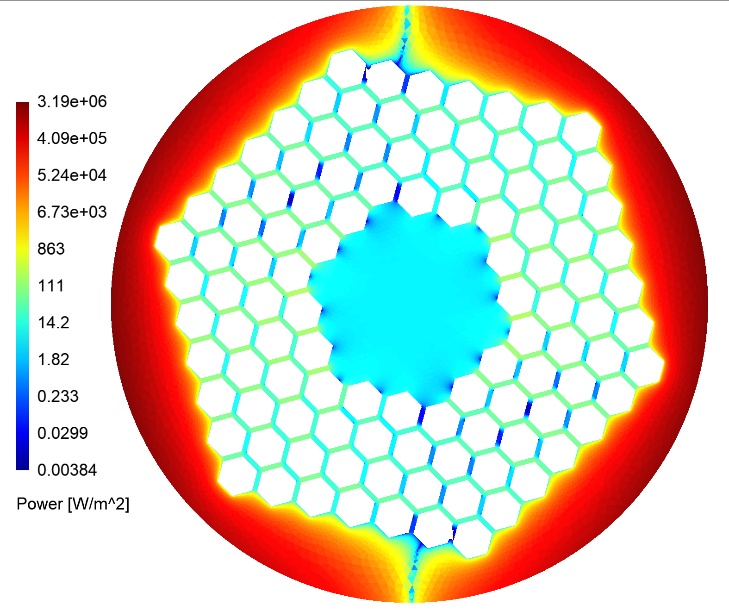 3.19e+06
4.09e+05
5.24e+04
6.73e+03
863
111
14.2
1.82
0.233
0.0299
0.00384
Power [W/m^2]